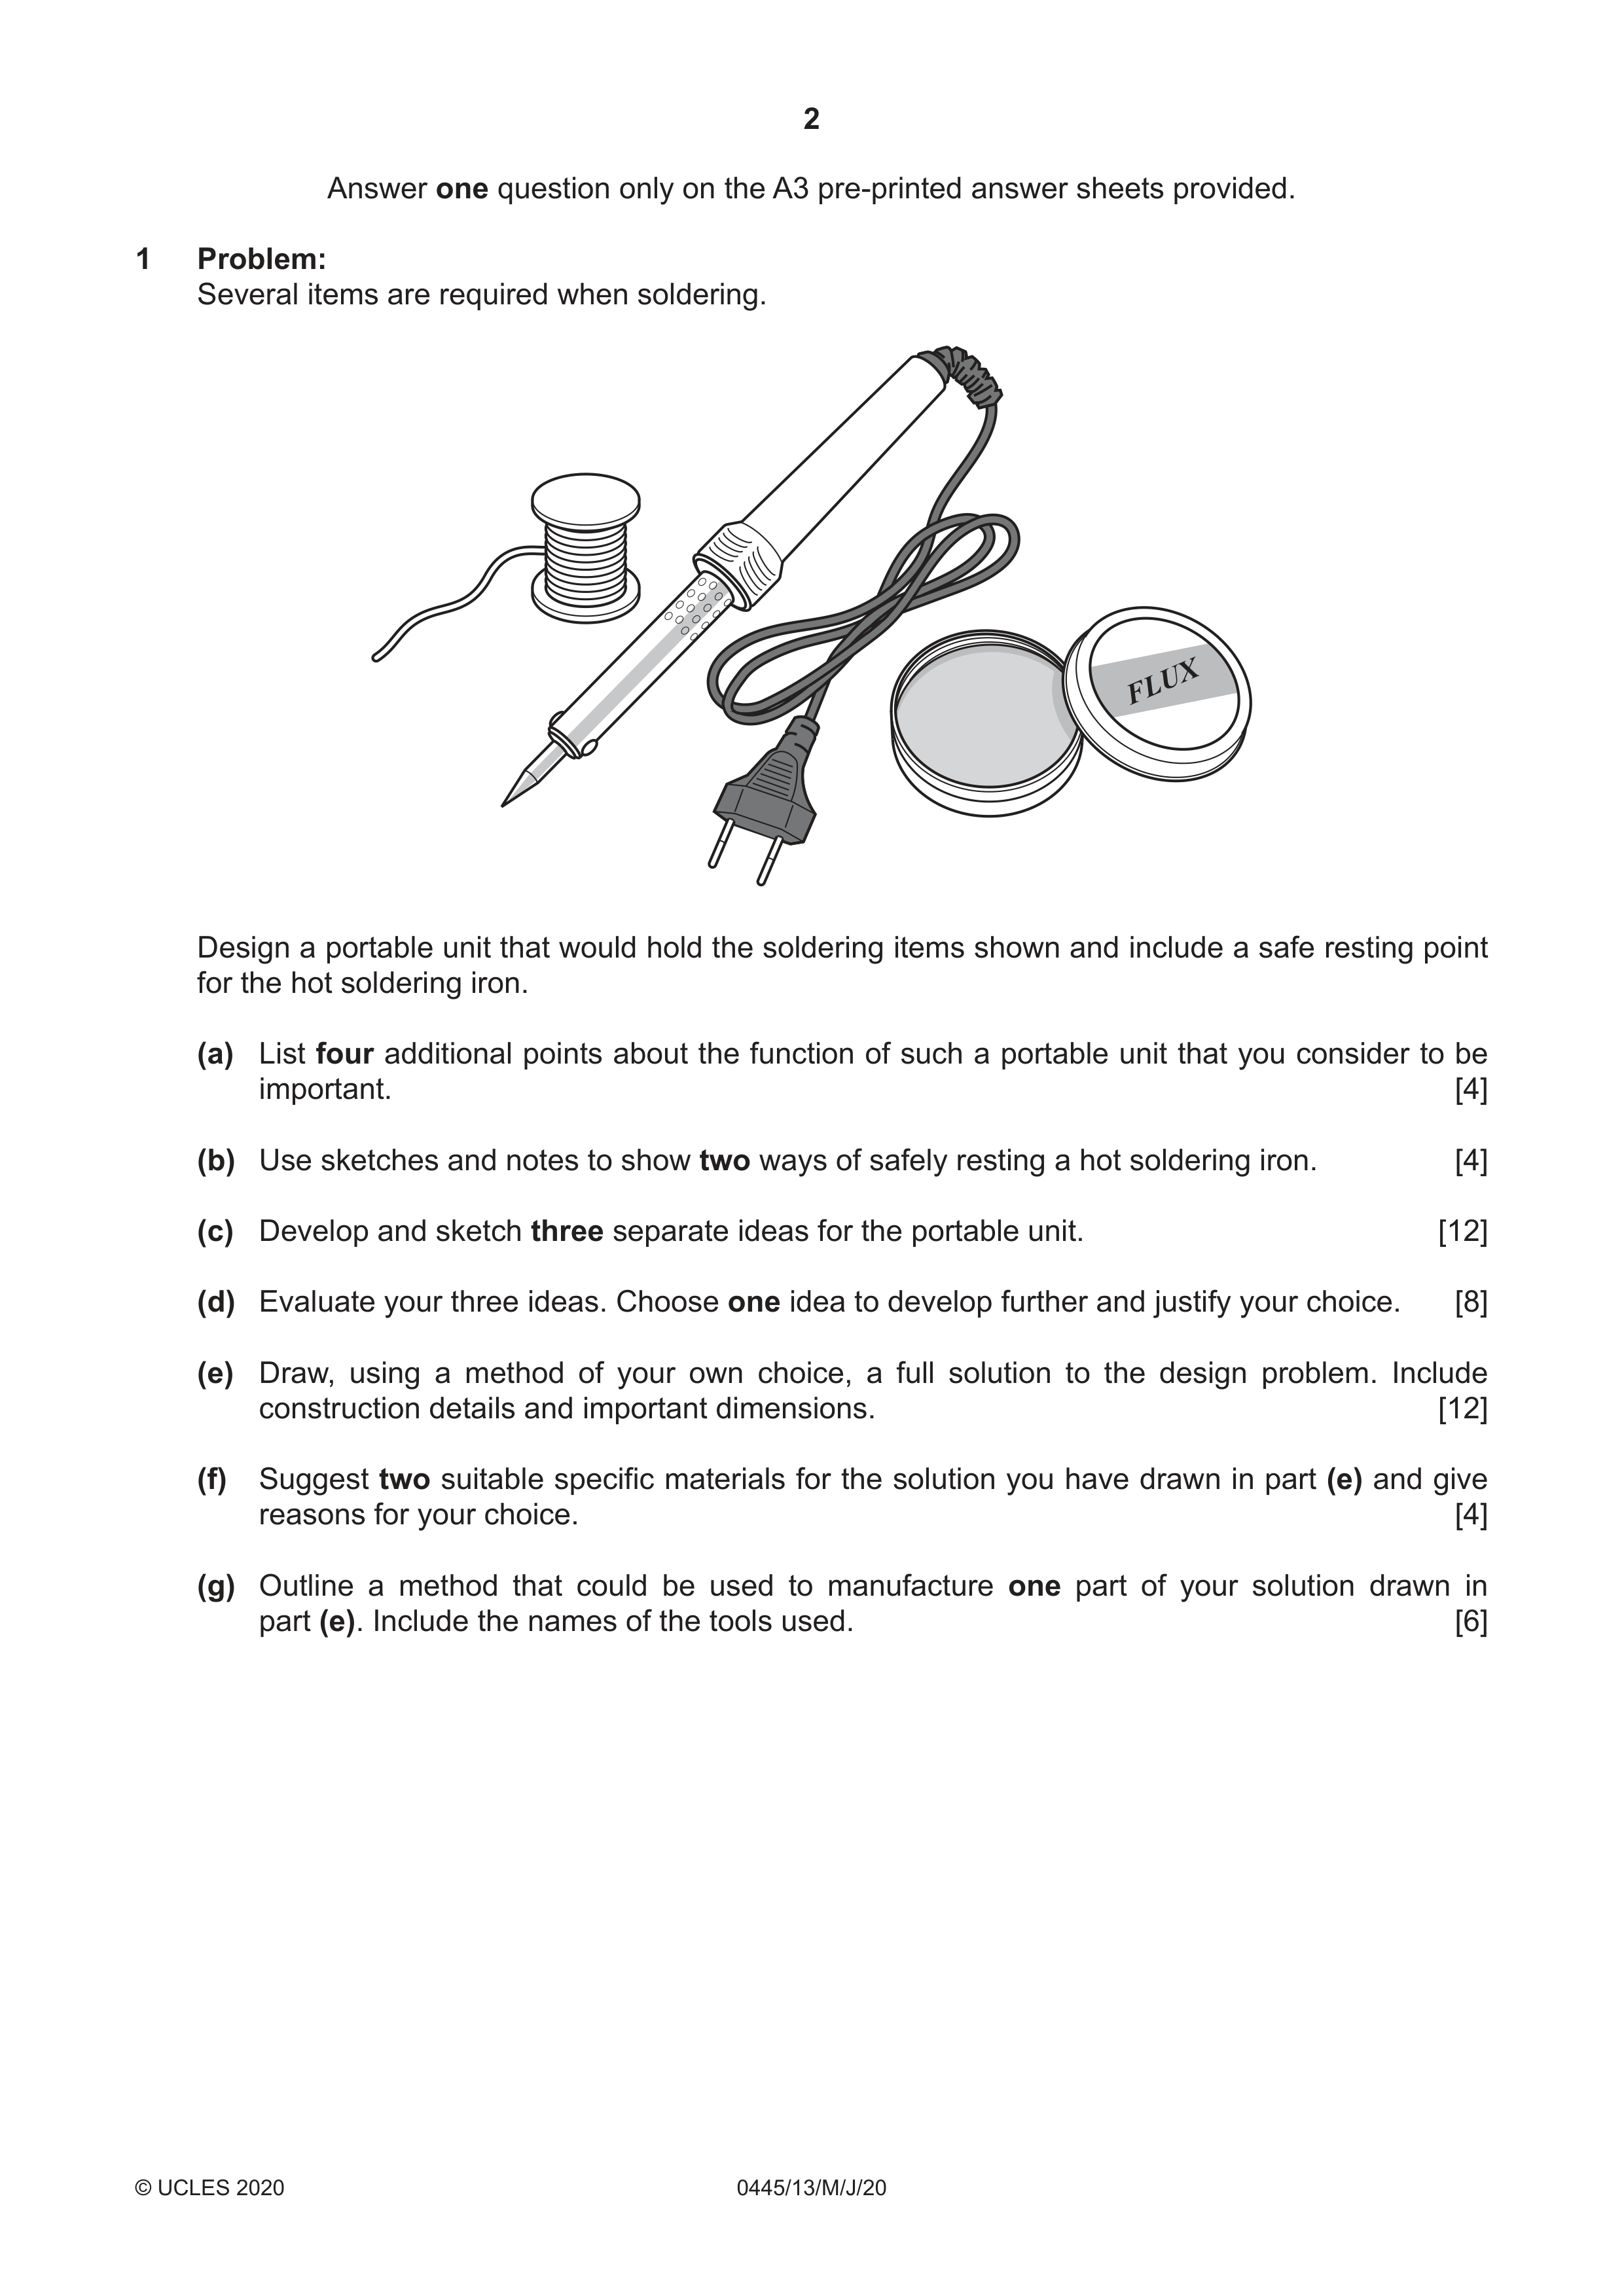 2
Answer one question only on the A3 pre-printed answer sheets provided.
1 Problem:
Several items are required when soldering.
FLUX
Design a portable unit that would hold the soldering items shown and include a safe resting point
for the hot soldering iron.
(a) List four additional points about the function of such a portable unit that you consider to be
important. [4]
(b) Use sketches and notes to show two ways of safely resting a hot soldering iron. [4]
(c) Develop and sketch three separate ideas for the portable unit. [12]
(d) Evaluate your three ideas. Choose one idea to develop further and justify your choice. [8]
(e) Draw, using a method of your own choice, a full solution to the design problem. Include
construction details and important dimensions. [12]
(f) Suggest two suitable specific materials for the solution you have drawn in part (e) and give
reasons for your choice. [4]
(g) Outline a method that could be used to manufacture one part of your solution drawn in
part (e). Include the names of the tools used. [6]
© UCLES 2020 0445/13/M/J/20